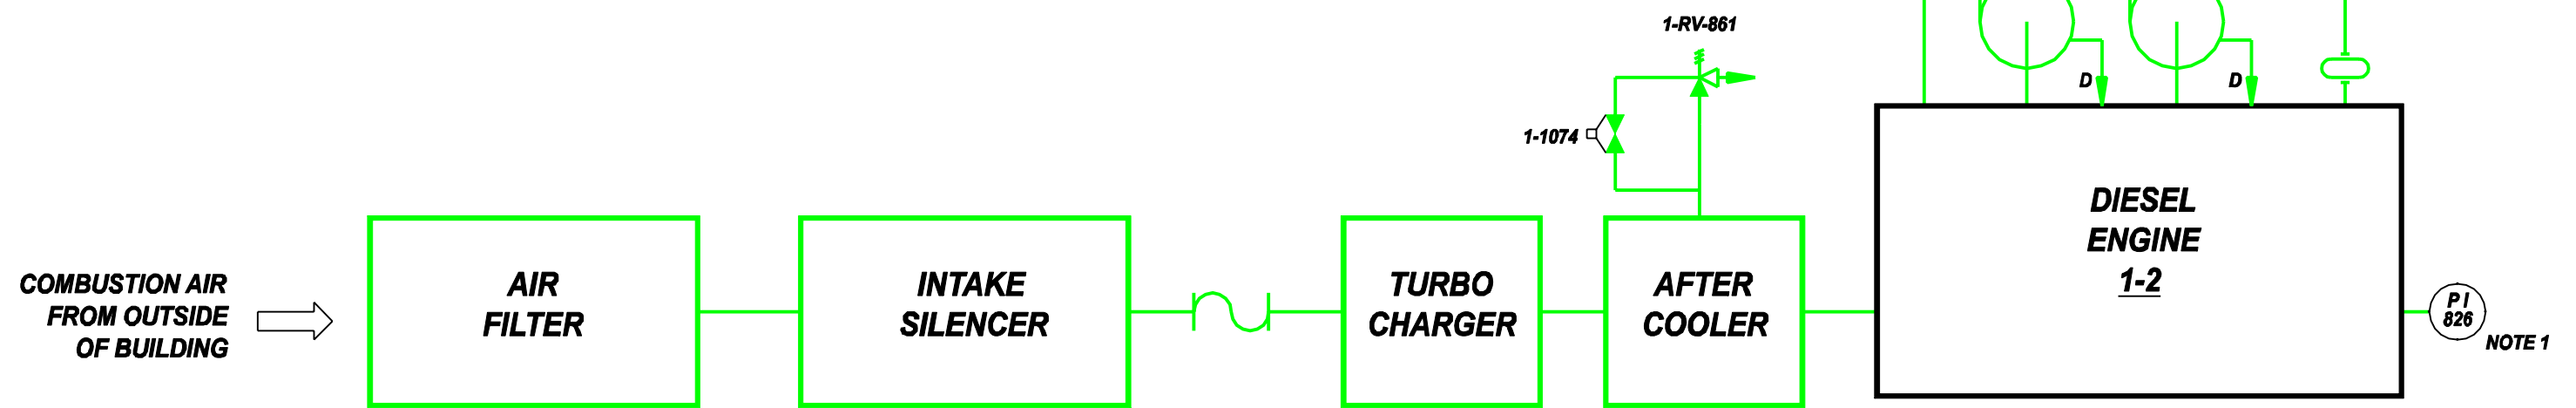 1-RV-861
D
D
1-1074
COMBUSTION AIR
FROM OUTSIDE
OF BUILDING
AIR
FILTER
INTAKE
SILENCER
TURBO
CHARGER
AFTER
COOLER
DIESEL
ENGINE
1-2
PI
826
NOTE 1